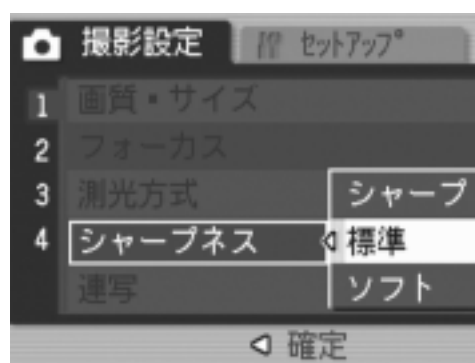 撮影設定 セットアップ
1 画質・サイズ
2 フォーカス
3 測光方式 シャープ
4 シャープネス 標準
連写 ソフト
確定